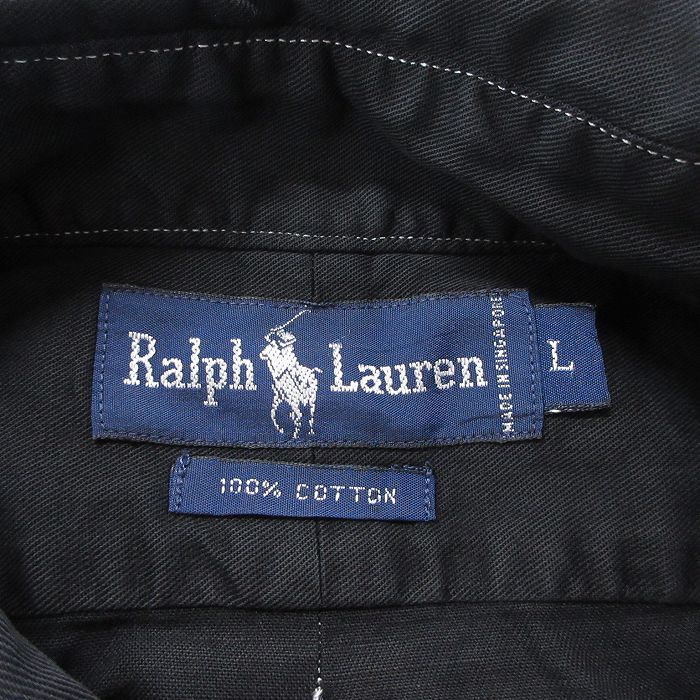 Ralph Lauren
MADE IN SINGAPORE
L
100% COTTON